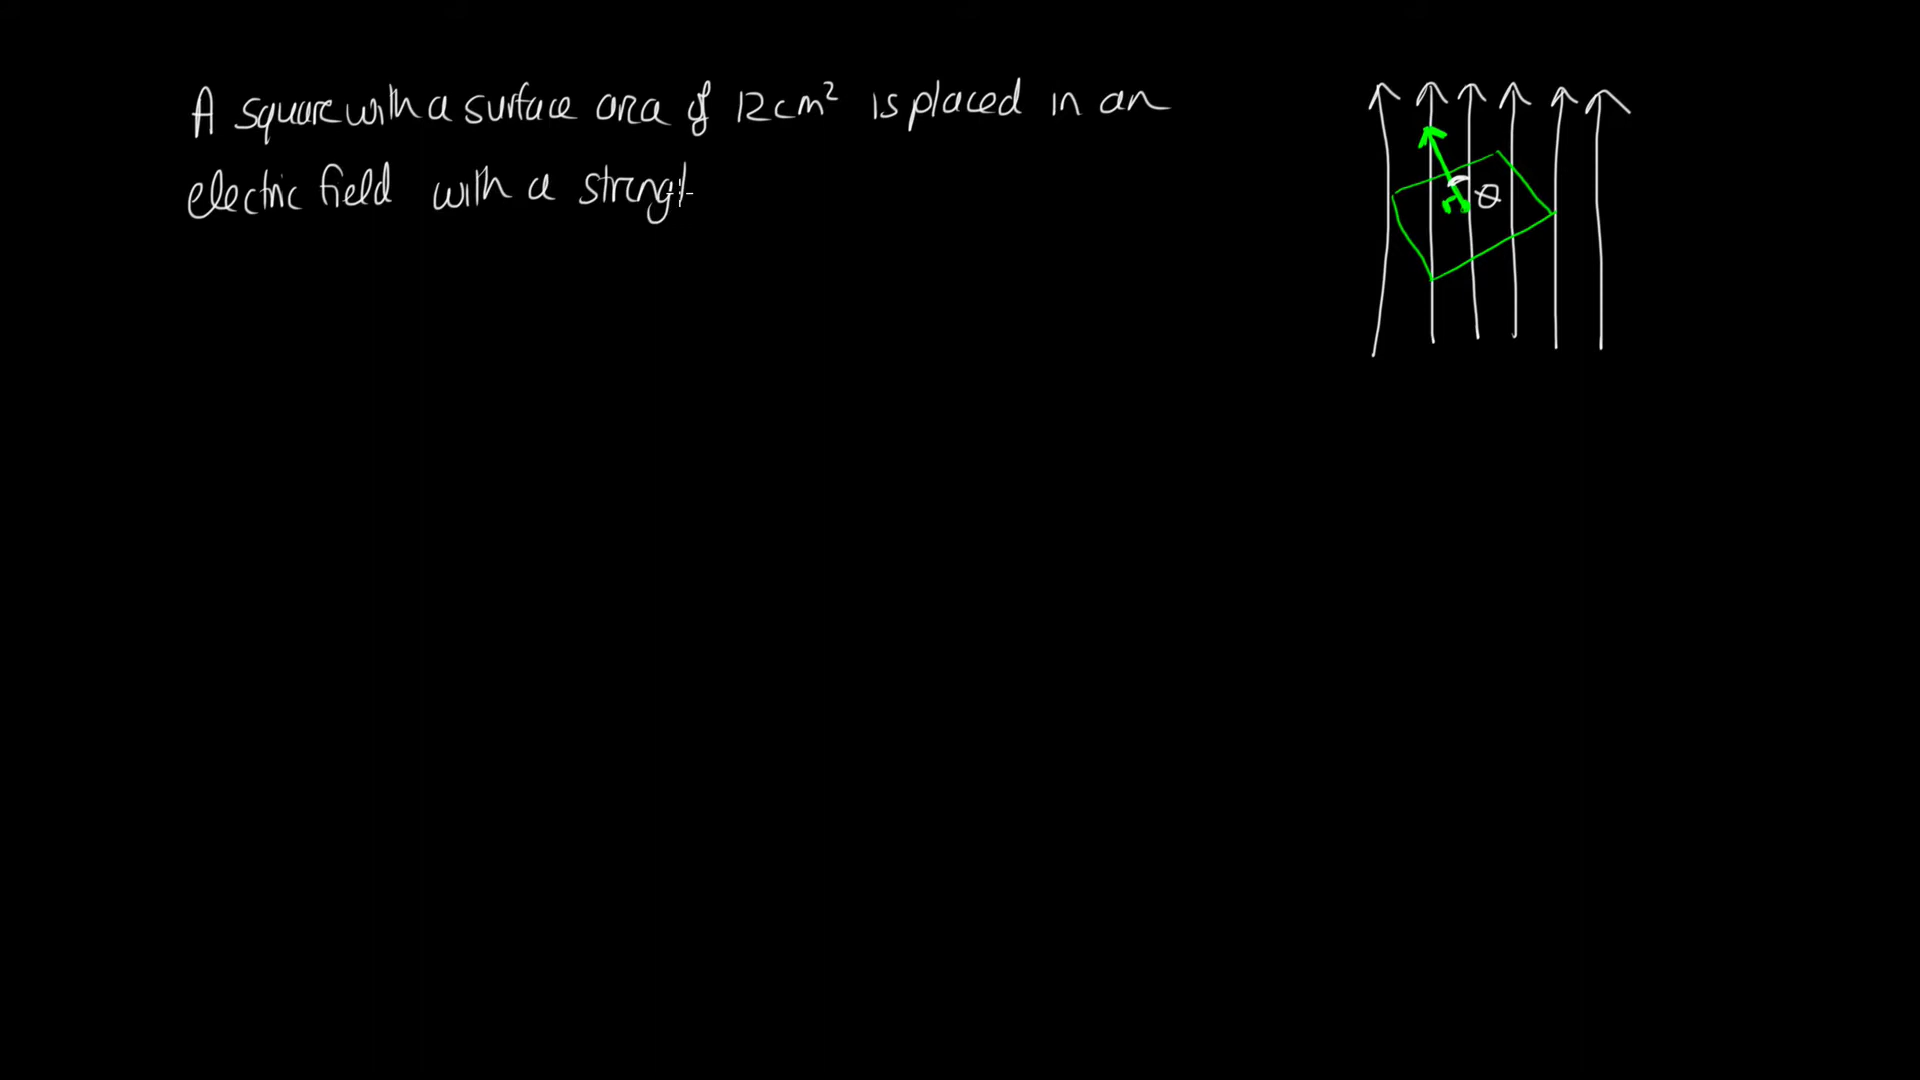 A square with a surface area of 12cm² is placed in an
electric field with a strengt
θ